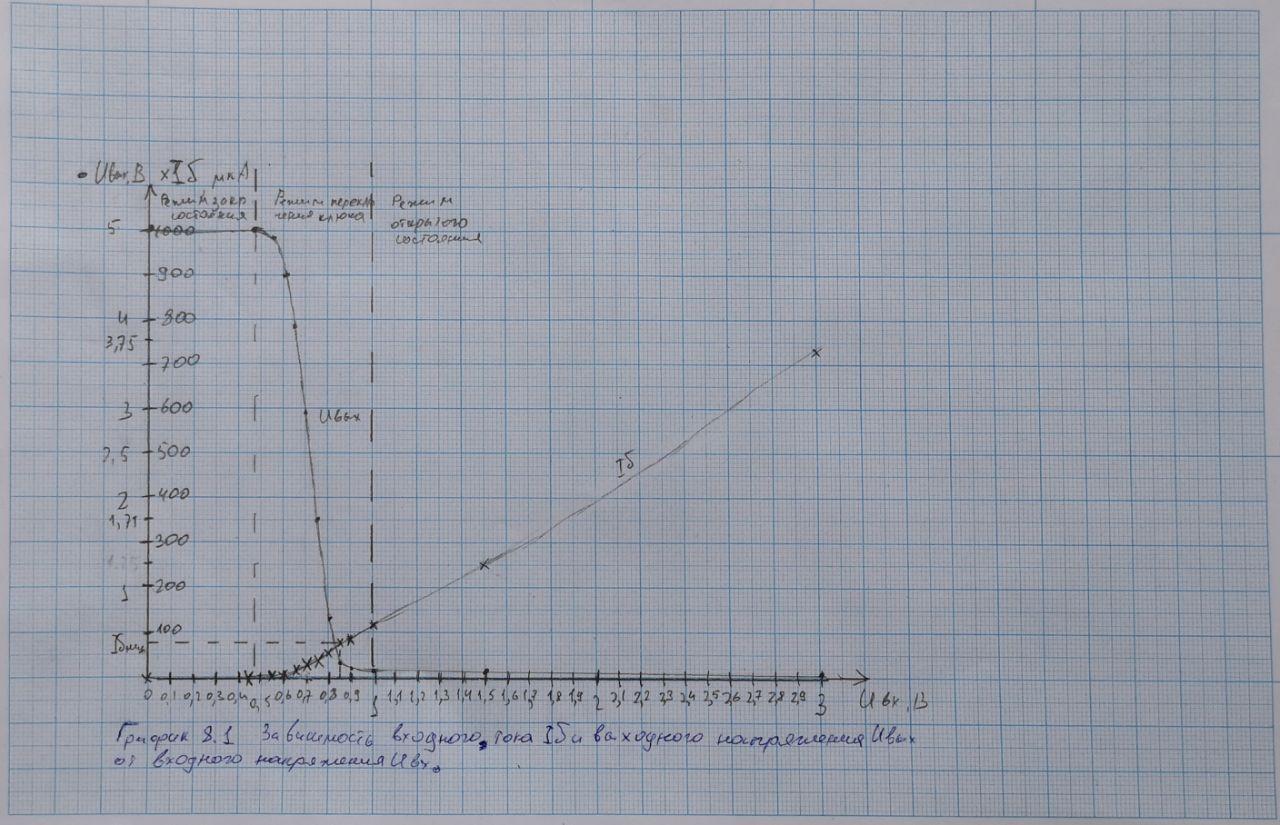 • Uвых,В ×Iб мкА
Режим закр
состояния
Режим перекл
чения ключа
Режим
открытого
состояния
5 1000
900
4 800
3,75
700
3 600
Uвых
2,5 500
Iб
2 400
1,71
300
1,25
200
1
100
Iбмин
0 0,1 0,2 0,3 0,4 0,5 0,6 0,7 0,8 0,9 1 1,1 1,2 1,3 1,4 1,5 1,6 1,7 1,8 1,9 2 2,1 2,2 2,3 2,4 2,5 2,6 2,7 2,8 2,9 3 Uвх,В
График 8.1 Зависимость входного тока Iб и выходного напряжения Uвых
от входного напряжения Uвх.